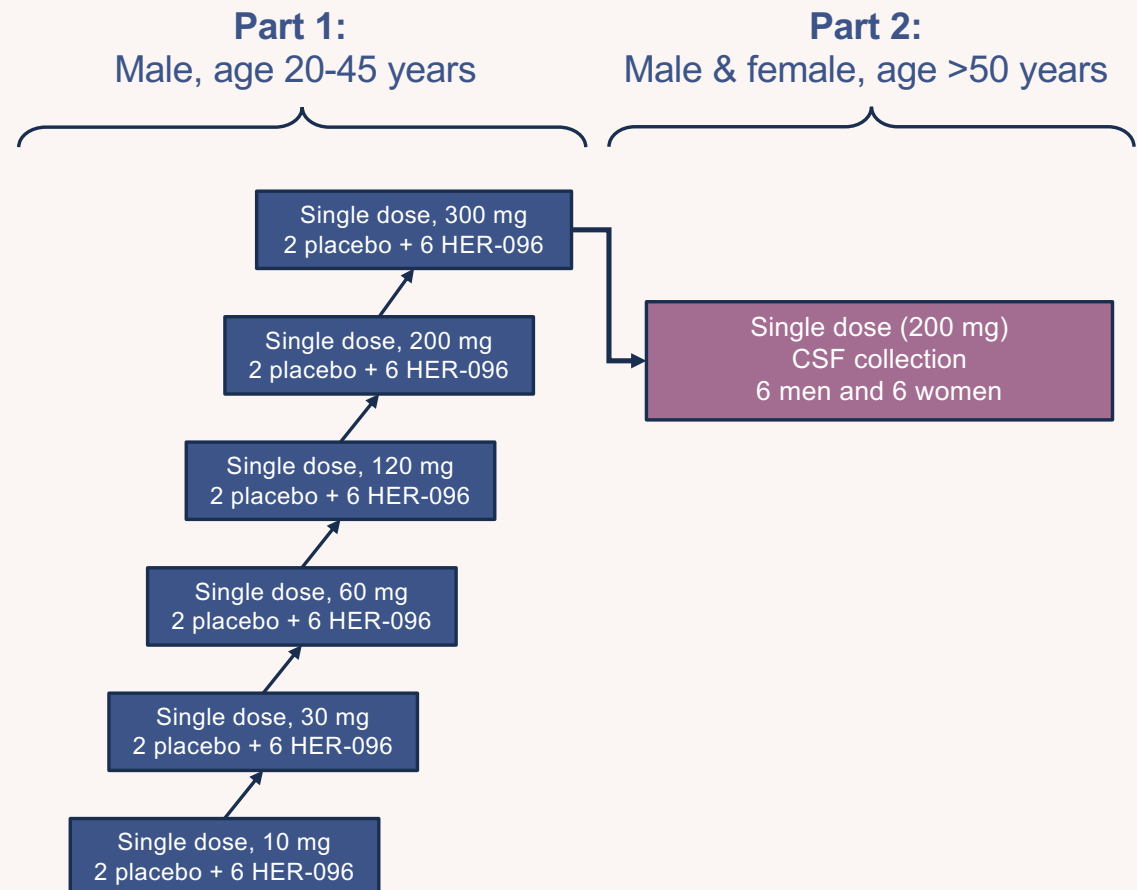 Part 1:
Male, age 20-45 years
Part 2:
Male & female, age >50 years
Single dose, 300 mg
2 placebo + 6 HER-096
Single dose (200 mg)
CSF collection
6 men and 6 women
Single dose, 200 mg
2 placebo + 6 HER-096
Single dose, 120 mg
2 placebo + 6 HER-096
Single dose, 60 mg
2 placebo + 6 HER-096
Single dose, 30 mg
2 placebo + 6 HER-096
Single dose, 10 mg
2 placebo + 6 HER-096